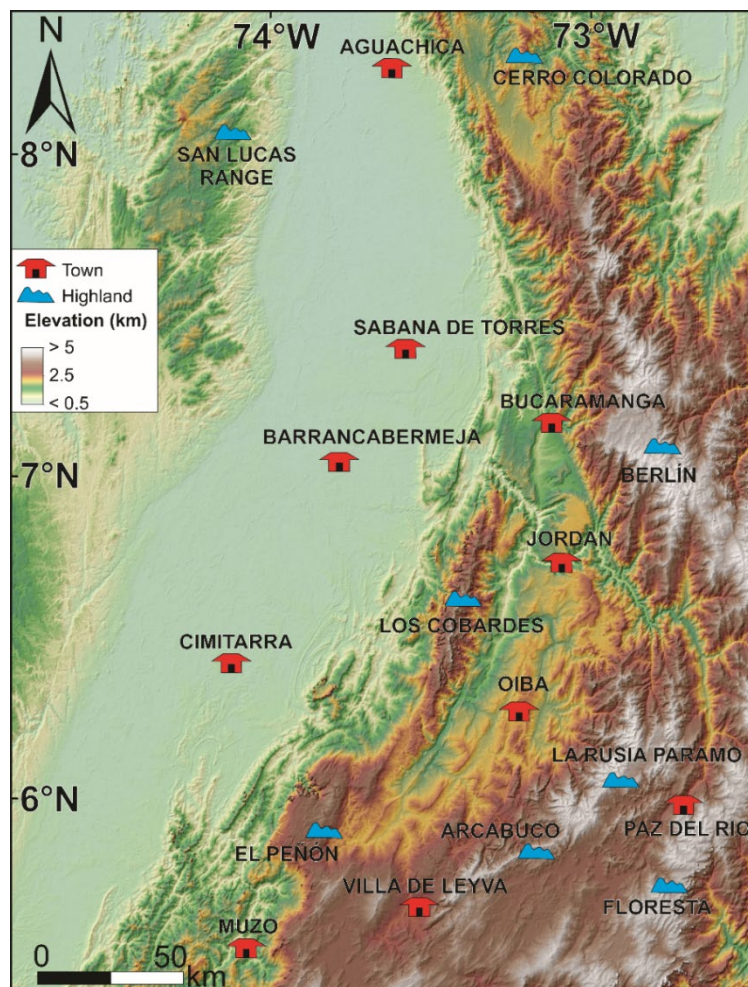 N
74°W
73°W
AGUACHICA
CERRO COLORADO
8°N
SAN LUCAS
RANGE
Town
Highland
Elevation (km)
> 5
2.5
< 0.5
SABANA DE TORRES
BUCARAMANGA
BARRANCABERMEJA
7°N
BERLÍN
JORDAN
LOS COBARDES
CIMITARRA
OIBA
LA RUSIA PARAMO
6°N
PAZ DEL RIO
ARCABUCO
EL PEÑÓN
VILLA DE LEYVA
FLORESTA
MUZO
0 50
km